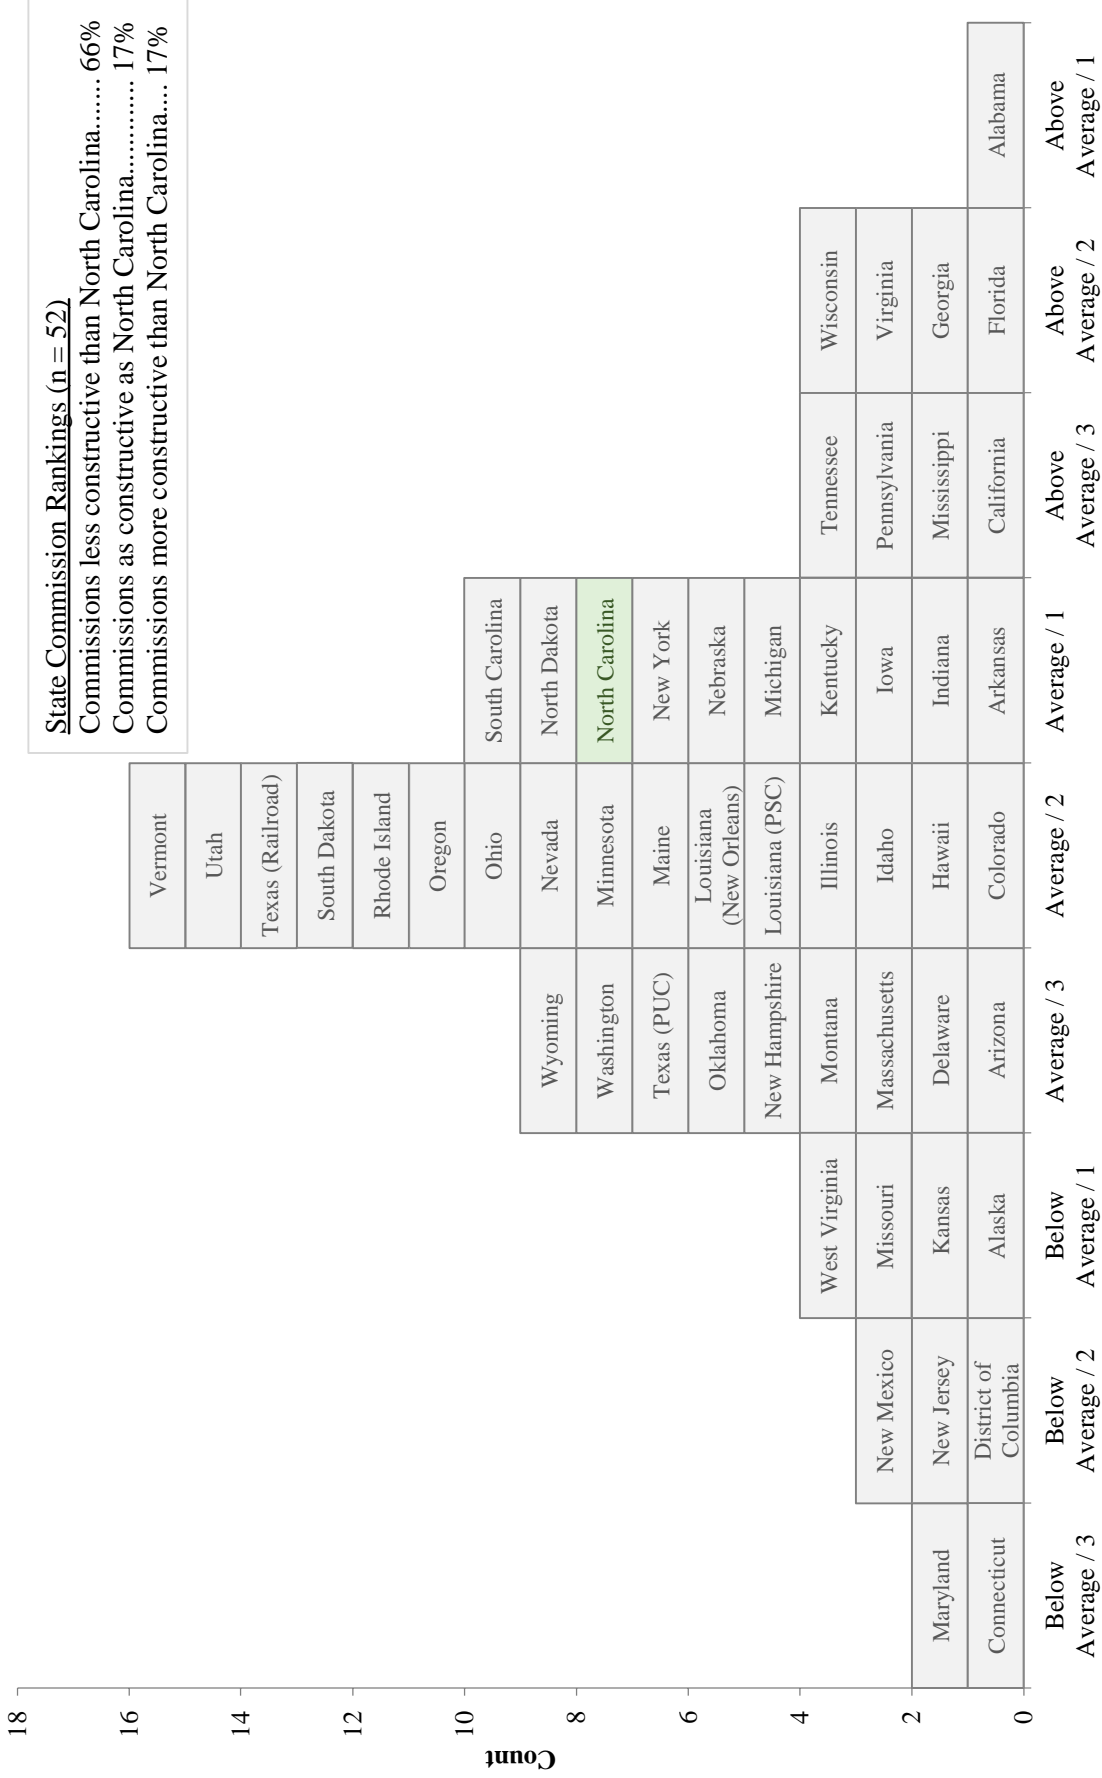 State Commission Rankings (n = 52)
Commissions less constructive than North Carolina....... 66%
Commissions as constructive as North Carolina.............. 17%
Commissions more constructive than North Carolina.... 17%
Count
18
16
14
12
10
8
6
4
2
0
Maryland
Connecticut
New Mexico
New Jersey
District of
Columbia
West Virginia
Missouri
Kansas
Alaska
Wyoming
Washington
Texas (PUC)
Oklahoma
New Hampshire
Montana
Massachusetts
Delaware
Arizona
Vermont
Utah
Texas (Railroad)
South Dakota
Rhode Island
Oregon
Ohio
Nevada
Minnesota
Maine
Louisiana
(New Orleans)
Louisiana (PSC)
Illinois
Idaho
Hawaii
Colorado
South Carolina
North Dakota
North Carolina
New York
Nebraska
Michigan
Kentucky
Iowa
Indiana
Arkansas
Tennessee
Pennsylvania
Mississippi
California
Wisconsin
Virginia
Georgia
Florida
Alabama
Below
Average / 3
Below
Average / 2
Below
Average / 1
Average / 3
Average / 2
Average / 1
Above
Average / 3
Above
Average / 2
Above
Average / 1